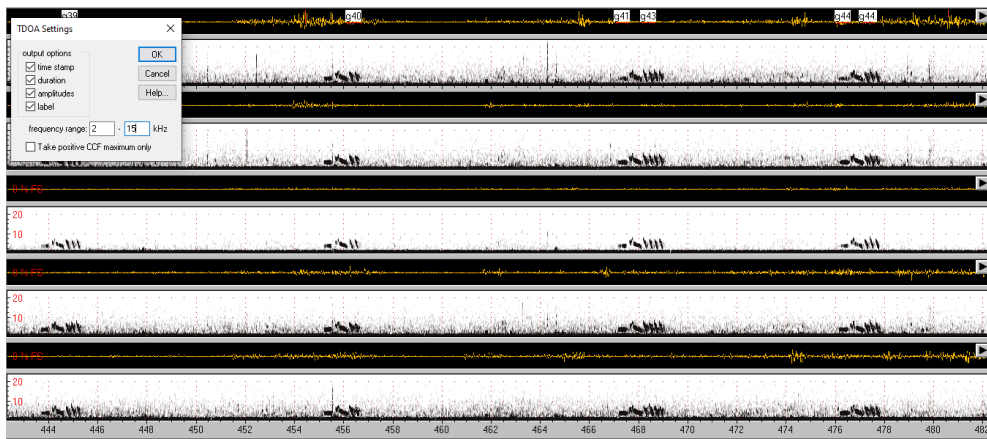 g39 g40 g41 g43 g44 g44
TDOA Settings
output options
time stamp
duration
amplitudes
label
OK
Cancel
Help...
frequency range: 2 - 15 kHz
Take positive CCF maximum only
20
10
20
10
20
10
444 446 448 450 452 454 456 458 460 462 464 466 468 470 472 474 476 478 480 482